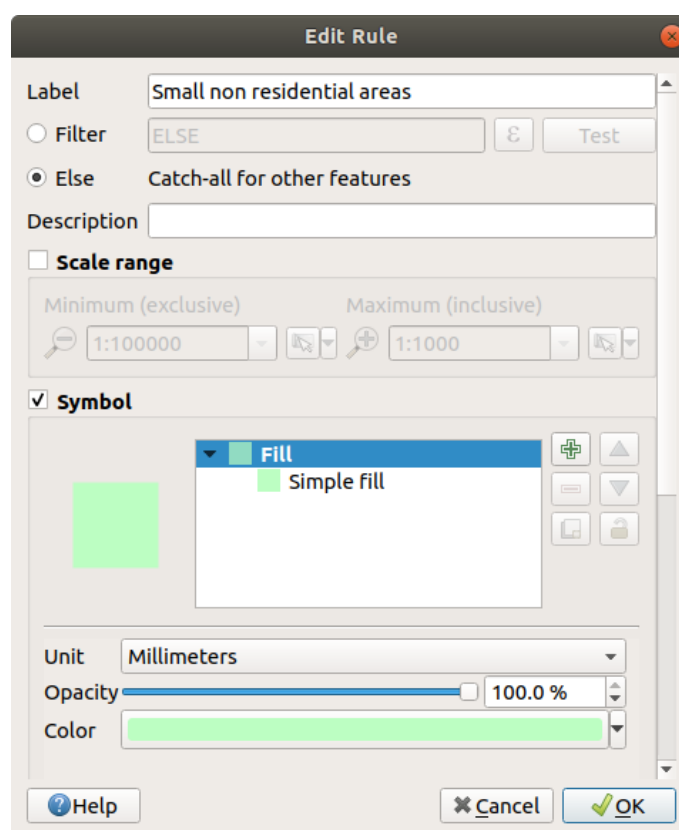 Edit Rule
Label Small non residential areas
Filter ELSE ε Test
Else Catch-all for other features
Description
Scale range
Minimum (exclusive) Maximum (inclusive)
1:100000 1:1000
Symbol
Fill
Simple fill
Unit Millimeters
Opacity 100.0 %
Color
Help Cancel OK